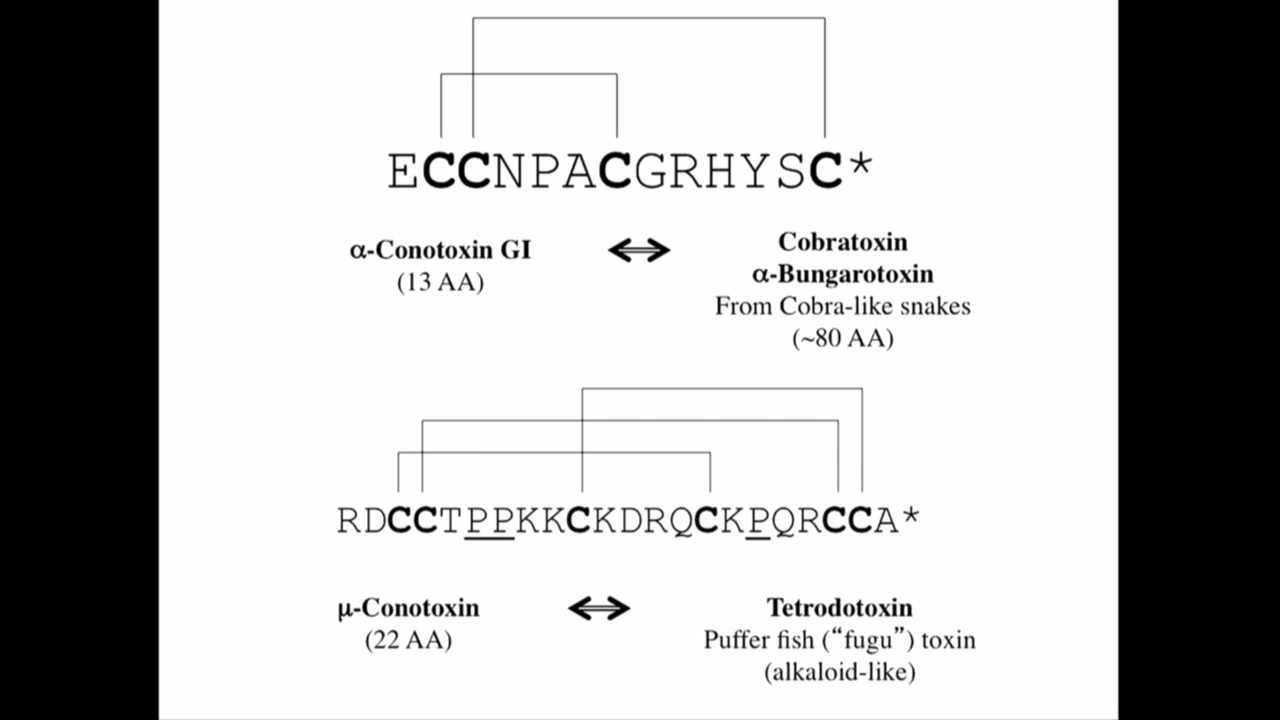 ECCNPACGRHYSC*
α-Conotoxin GI
(13 AA)
Cobratoxin
α-Bungarotoxin
From Cobra-like snakes
(~80 AA)
RDCCTPPKKCKDRQCKPQRCCA*
μ-Conotoxin
(22 AA)
Tetrodotoxin
Puffer fish (“fugu”) toxin
(alkaloid-like)